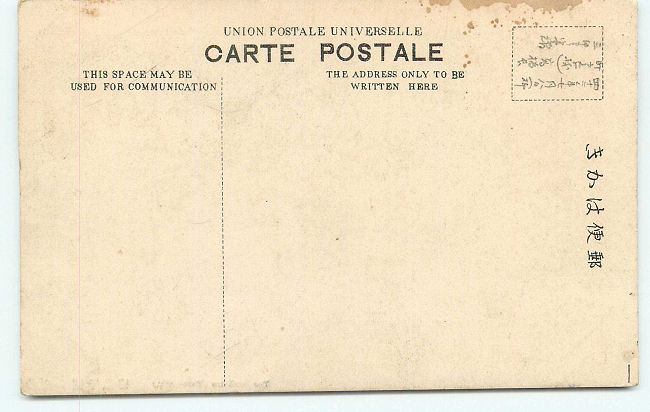 UNION POSTALE UNIVERSELLE
CARTE POSTALE
THIS SPACE MAY BE
USED FOR COMMUNICATION
THE ADDRESS ONLY TO BE
WRITTEN HERE
きかは便郵